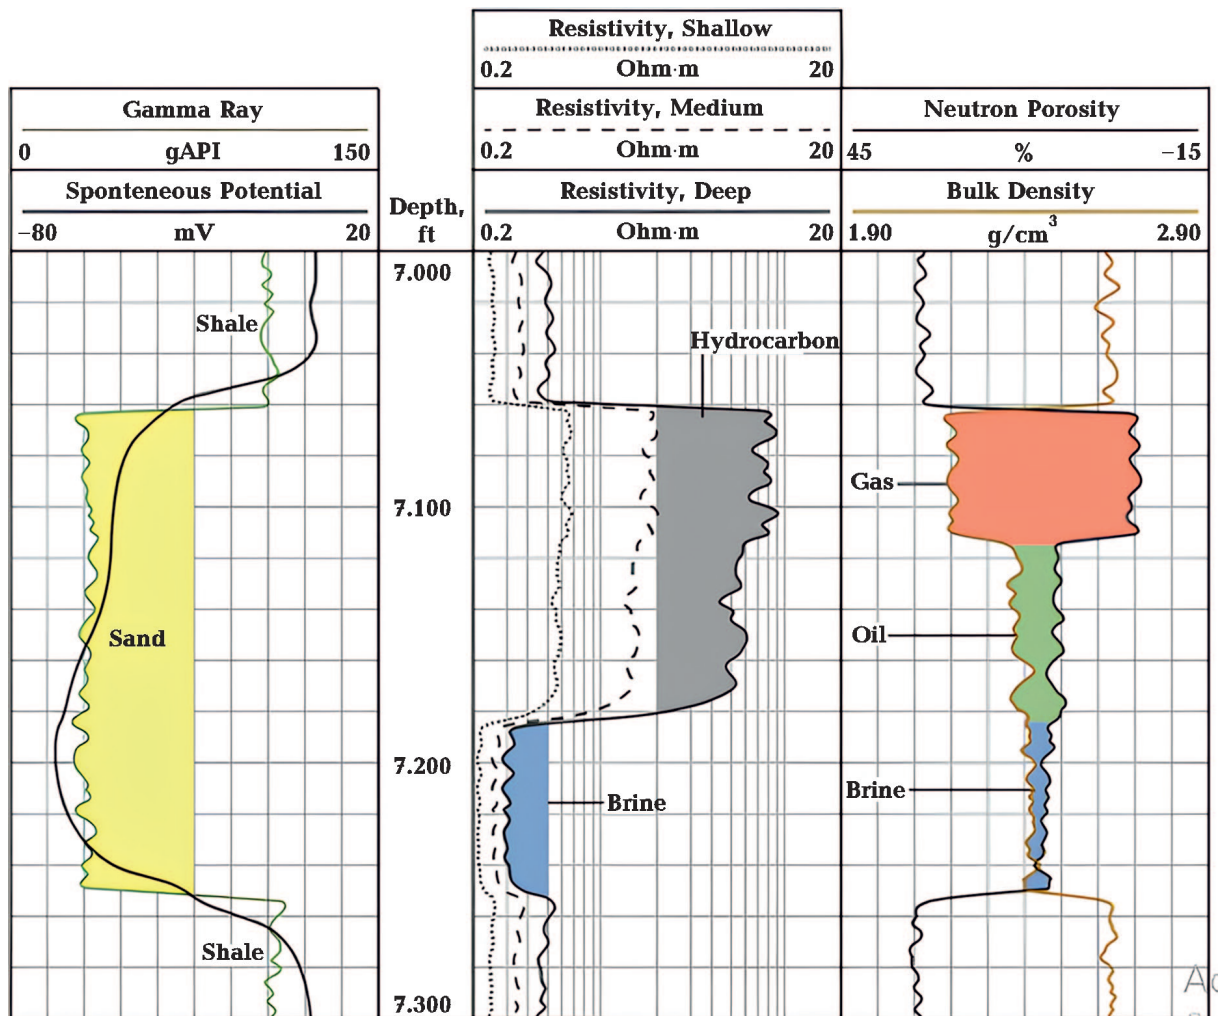 Resistivity, Shallow
0.2 Ohm·m 20
Gamma Ray
0 gAPI 150
Resistivity, Medium
0.2 Ohm·m 20
Neutron Porosity
45 % −15
Sponteneous Potential
−80 mV 20
Depth,
ft
Resistivity, Deep
0.2 Ohm·m 20
Bulk Density
1.90 g/cm³ 2.90
7.000
Shale
Hydrocarbon
Gas
7.100
Sand
Oil
7.200
Brine
Brine
Shale
7.300